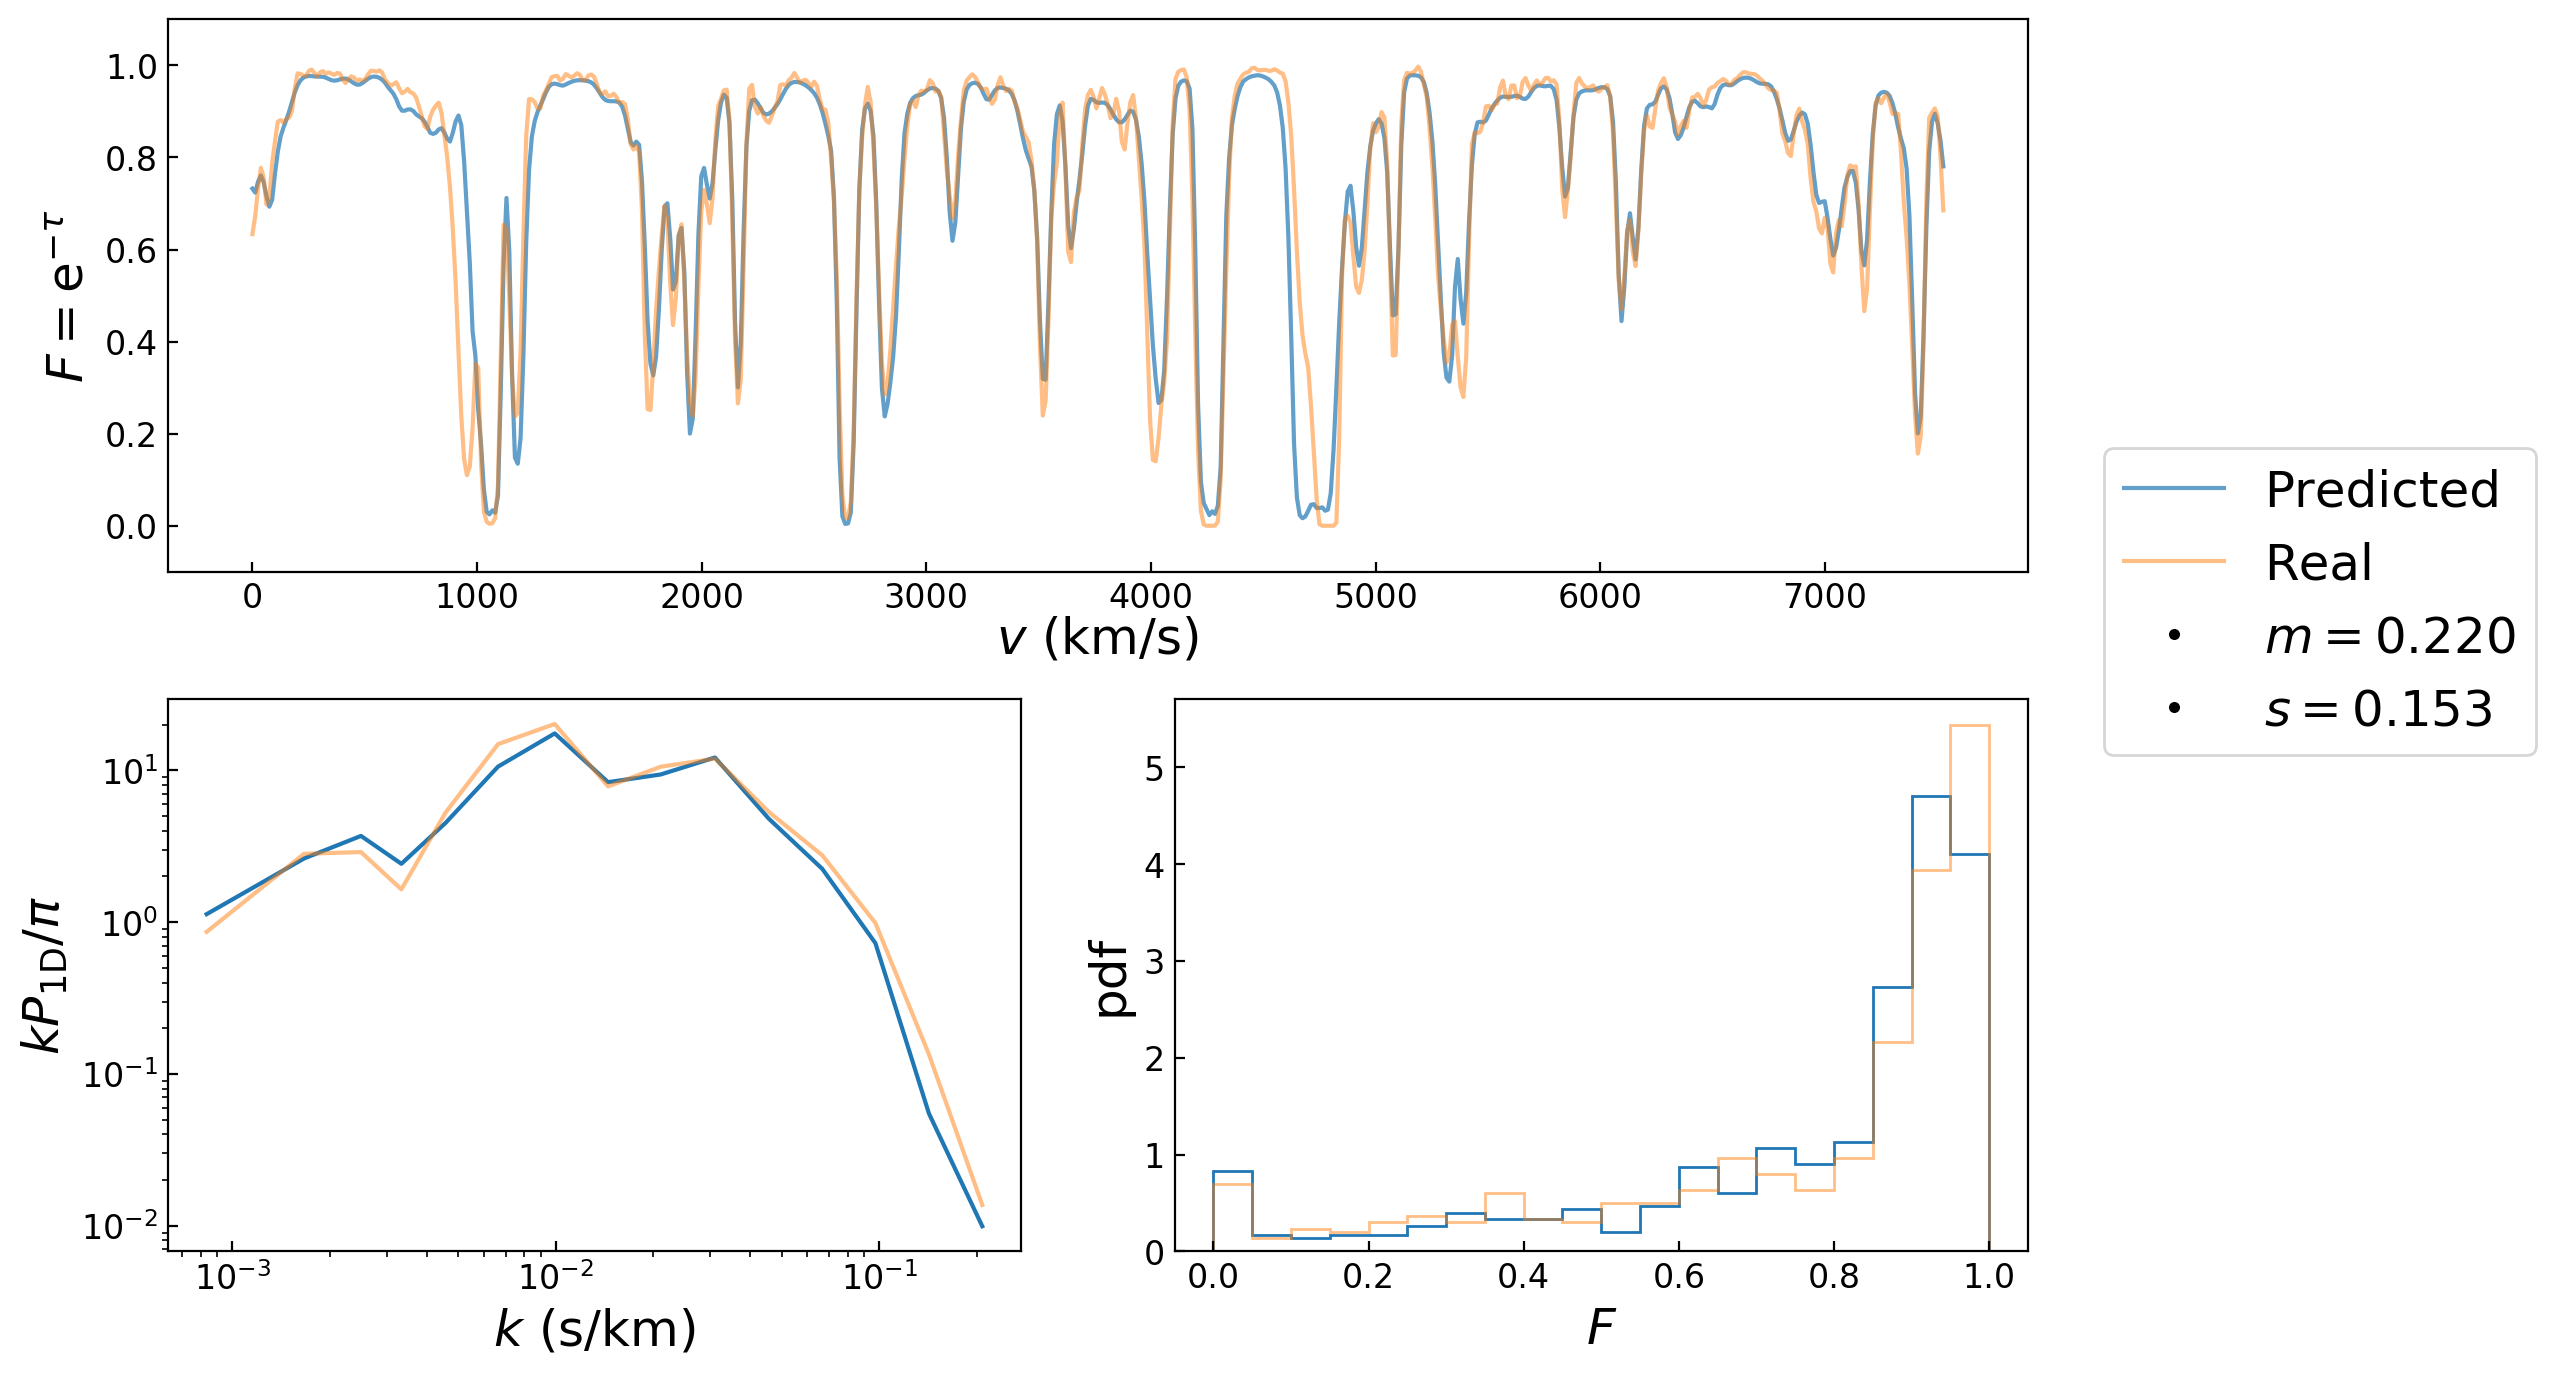 1.0
0.8
0.6
0.4
0.2
0.0
F = e^{−τ}
0 1000 2000 3000 4000 5000 6000 7000
v (km/s)
Predicted
Real
m = 0.220
s = 0.153
10^1
10^0
10^{−1}
10^{−2}
kP_{1D}/π
10^{−3} 10^{−2} 10^{−1}
k (s/km)
5
4
3
2
1
0
pdf
0.0 0.2 0.4 0.6 0.8 1.0
F